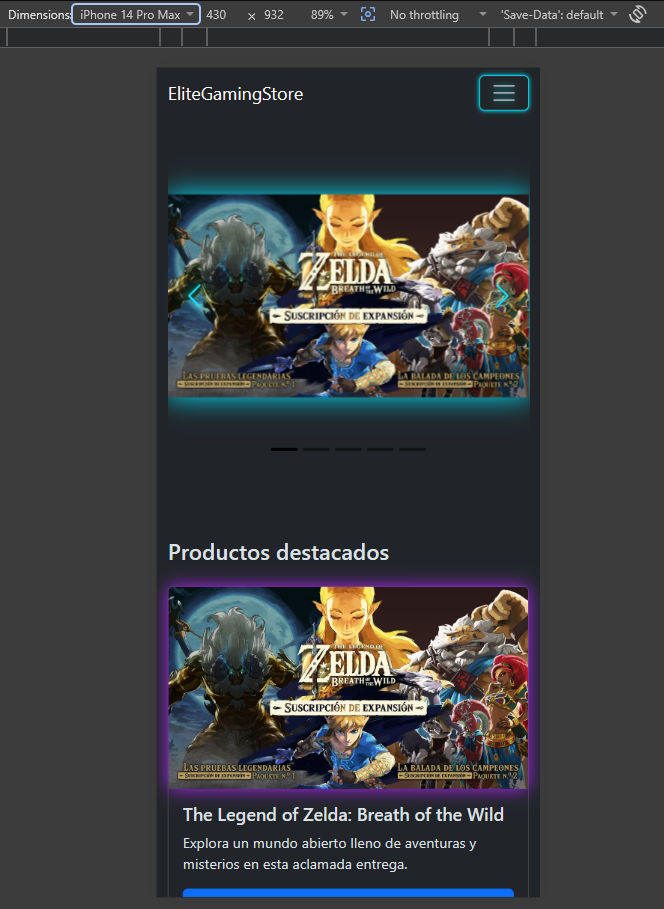 Dimensions: iPhone 14 Pro Max 430 × 932 89% No throttling 'Save-Data': default
EliteGamingStore
THE LEGEND OF
ZELDA
BREATH OF THE WILD
SUSCRIPCIÓN DE EXPANSIÓN
LAS PRUEBAS LEGENDARIAS
SUSCRIPCIÓN DE EXPANSIÓN PAQUETE N.º 1
LA BALADA DE LOS CAMPEONES
SUSCRIPCIÓN DE EXPANSIÓN PAQUETE N.º 2
Productos destacados
THE LEGEND OF
ZELDA
BREATH OF THE WILD
SUSCRIPCIÓN DE EXPANSIÓN
LAS PRUEBAS LEGENDARIAS
SUSCRIPCIÓN DE EXPANSIÓN PAQUETE N.º 1
LA BALADA DE LOS CAMPEONES
SUSCRIPCIÓN DE EXPANSIÓN PAQUETE N.º 2
The Legend of Zelda: Breath of the Wild
Explora un mundo abierto lleno de aventuras y
misterios en esta aclamada entrega.